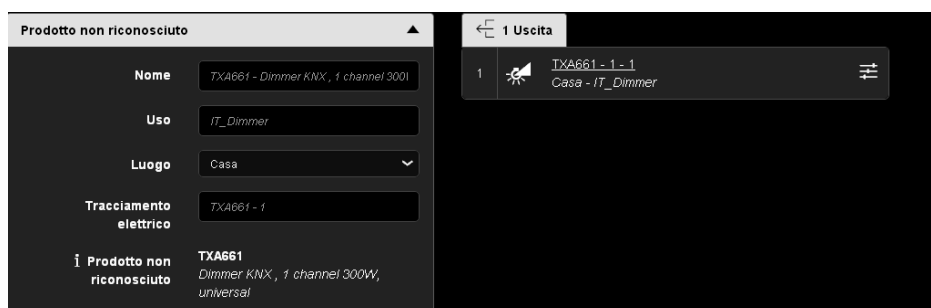 Prodotto non riconosciuto
Nome
TXA661 - Dimmer KNX , 1 channel 300
Uso
IT_Dimmer
Luogo
Casa
Tracciamento
elettrico
TXA661 - 1
i Prodotto non
riconosciuto
TXA661
Dimmer KNX , 1 channel 300W,
universal
1 Uscita
1
TXA661 - 1 - 1
Casa - IT_Dimmer